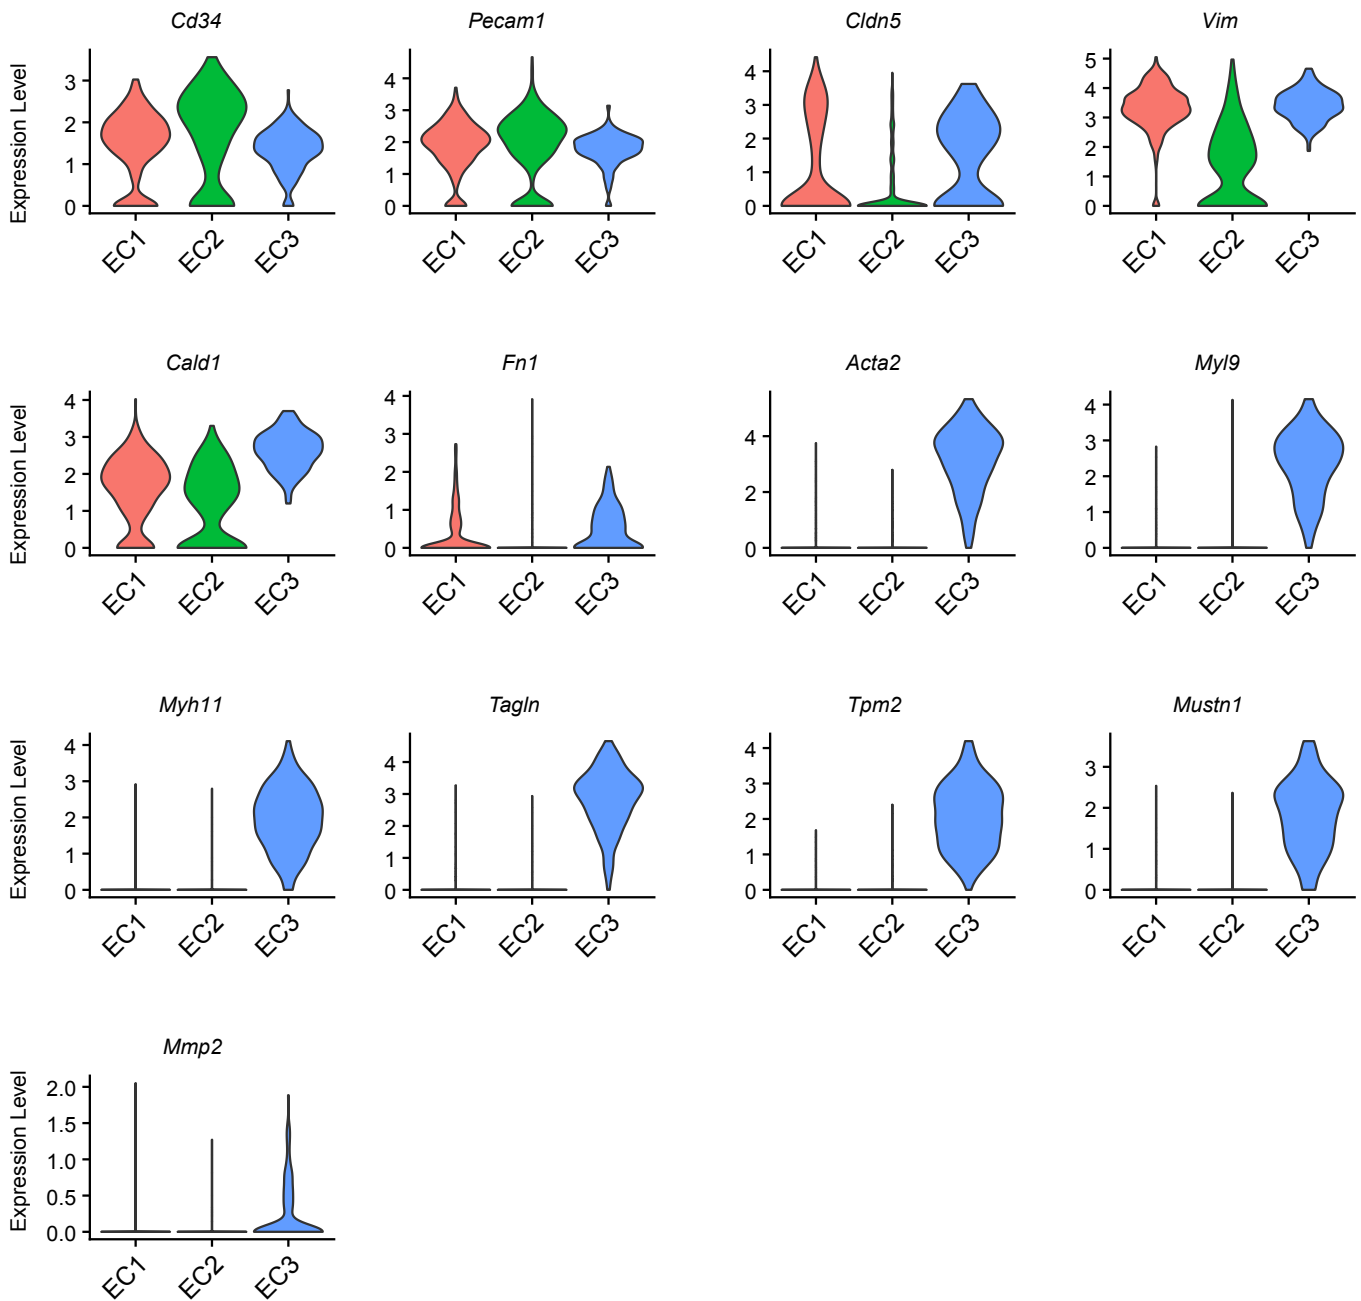 Cd34
Pecam1
Cldn5
Vim
Expression Level
3
2
1
0
EC1
EC2
EC3
4
3
2
1
0
EC1
EC2
EC3
4
3
2
1
0
EC1
EC2
EC3
5
4
3
2
1
0
EC1
EC2
EC3
Cald1
Fn1
Acta2
Myl9
Expression Level
4
3
2
1
0
EC1
EC2
EC3
4
3
2
1
0
EC1
EC2
EC3
4
2
0
EC1
EC2
EC3
4
3
2
1
0
EC1
EC2
EC3
Myh11
Tagln
Tpm2
Mustn1
Expression Level
4
3
2
1
0
EC1
EC2
EC3
4
3
2
1
0
EC1
EC2
EC3
4
3
2
1
0
EC1
EC2
EC3
3
2
1
0
EC1
EC2
EC3
Mmp2
Expression Level
2.0
1.5
1.0
0.5
0.0
EC1
EC2
EC3